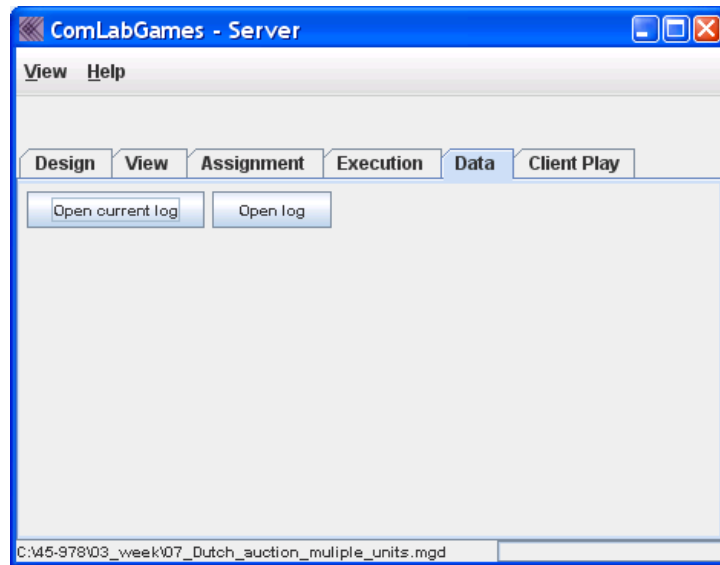 ComLabGames - Server
View Help
Design View Assignment Execution Data Client Play
Open current log Open log
C:\45-978\03_week\07_Dutch_auction_muliple_units.mgd